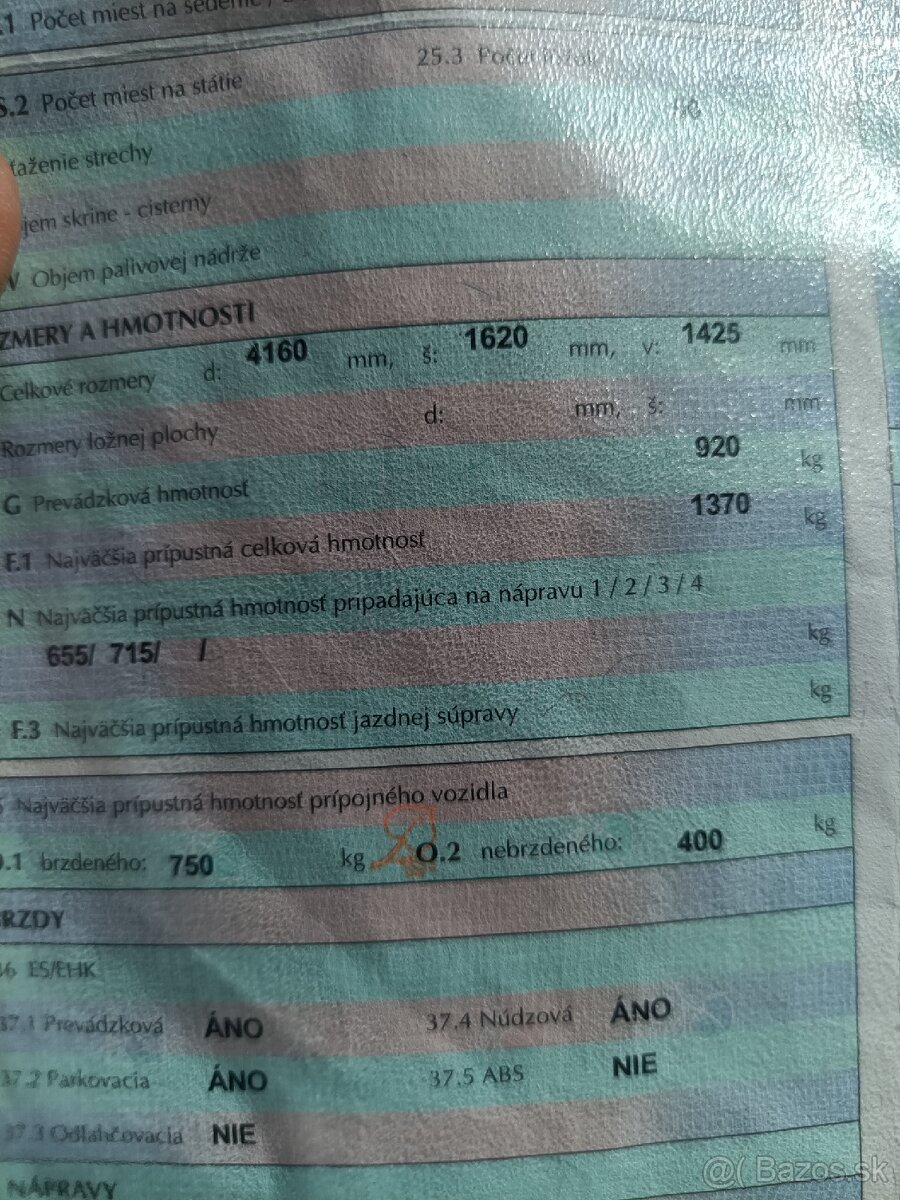 .1 Počet miest na sedenie /
25.3 Počet
S.2 Počet miest na státie
ťaženie strechy
jem skrine - cisterny
V Objem palivovej nádrže
ZMERY A HMOTNOSTI
Celkové rozmery d: 4160 mm, š: 1620 mm, v: 1425 mm
Rozmery ložnej plochy d: mm, š: mm
G Prevádzková hmotnosť 920 kg
F.1 Najväčšia prípustná celková hmotnosť 1370 kg
N Najväčšia prípustná hmotnosť pripadajúca na nápravu 1 / 2 / 3 / 4
655/ 715/ / kg
F.3 Najväčšia prípustná hmotnosť jazdnej súpravy kg
Najväčšia prípustná hmotnosť prípojného vozidla
O.1 brzdeného: 750 kg O.2 nebrzdeného: 400 kg
RZDY
36 ES/EHK
37.1 Prevádzková ÁNO 37.4 Núdzová ÁNO
37.2 Parkovacia ÁNO 37.5 ABS NIE
37.3 Odľahčovacia NIE
NÁPRAVY
@( Bazos.sk